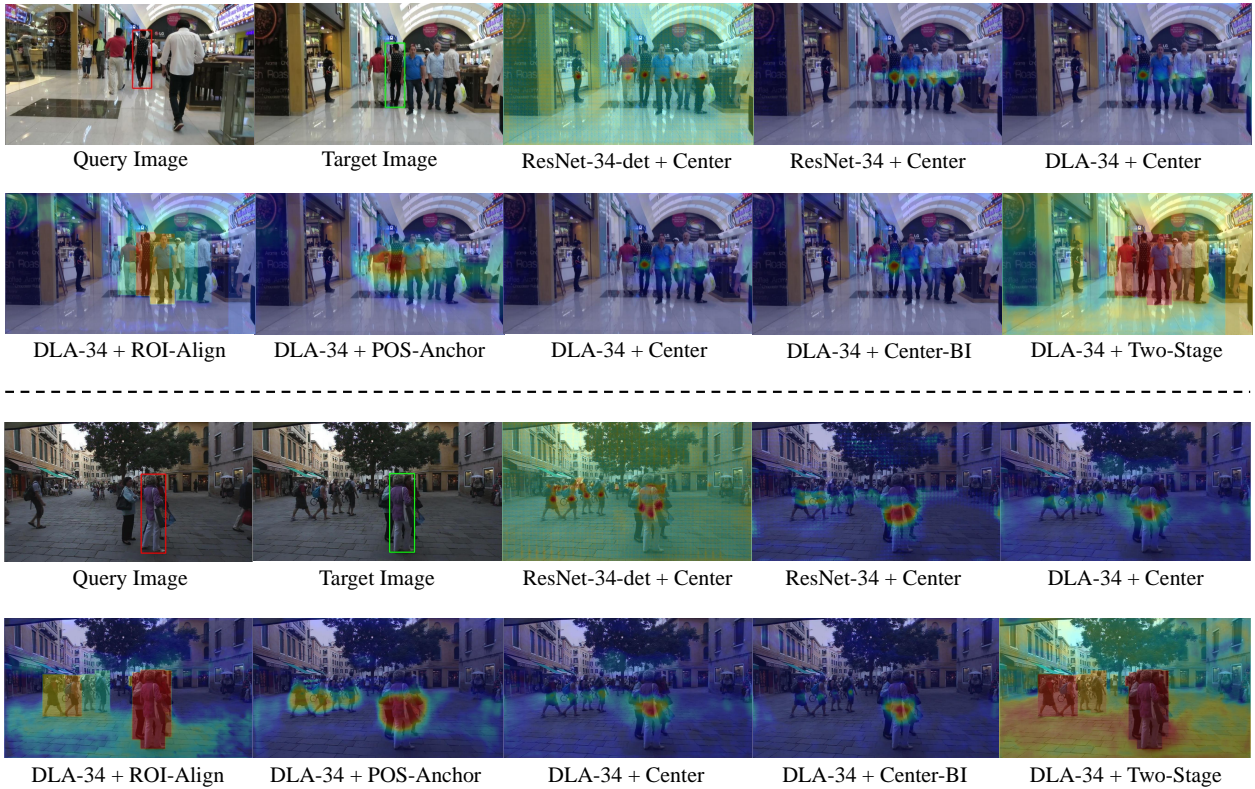 Query Image Target Image ResNet-34-det + Center ResNet-34 + Center DLA-34 + Center
DLA-34 + ROI-Align DLA-34 + POS-Anchor DLA-34 + Center DLA-34 + Center-BI DLA-34 + Two-Stage
Query Image Target Image ResNet-34-det + Center ResNet-34 + Center DLA-34 + Center
DLA-34 + ROI-Align DLA-34 + POS-Anchor DLA-34 + Center DLA-34 + Center-BI DLA-34 + Two-Stage